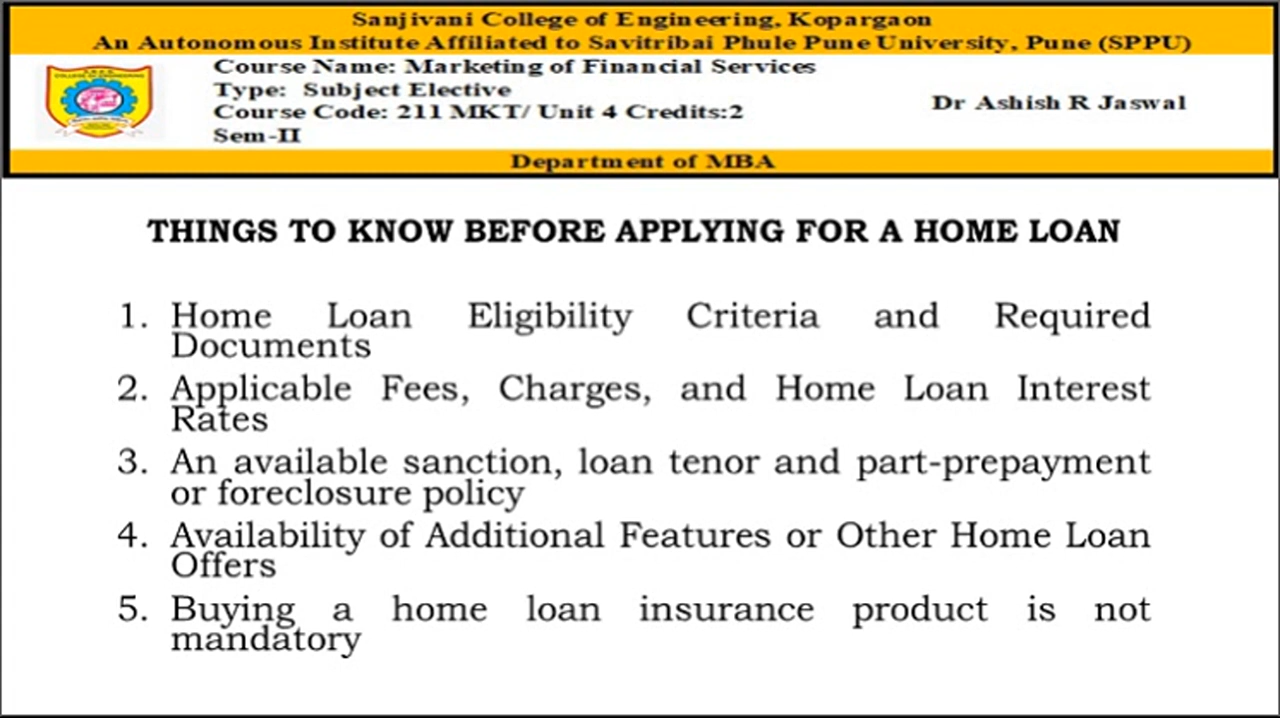 Sanjivani College of Engineering, Kopargaon
An Autonomous Institute Affiliated to Savitribai Phule Pune University, Pune (SPPU)
Course Name: Marketing of Financial Services
Type: Subject Elective
Course Code: 211 MKT/ Unit 4 Credits:2
Sem-II
Dr Ashish R Jaswal
Department of MBA
THINGS TO KNOW BEFORE APPLYING FOR A HOME LOAN
1. Home Loan Eligibility Criteria and Required
Documents
2. Applicable Fees, Charges, and Home Loan Interest
Rates
3. An available sanction, loan tenor and part-prepayment
or foreclosure policy
4. Availability of Additional Features or Other Home Loan
Offers
5. Buying a home loan insurance product is not
mandatory